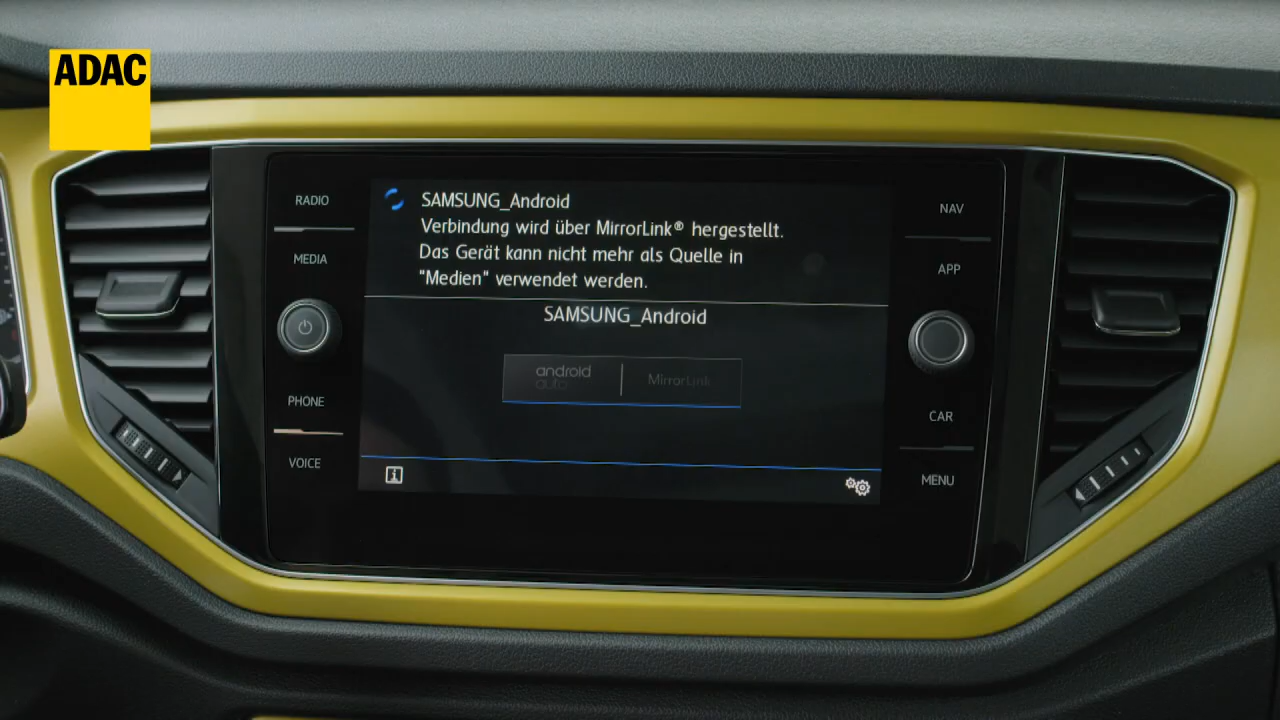 ADAC
RADIO
MEDIA
PHONE
VOICE
SAMSUNG_Android
Verbindung wird über MirrorLink® hergestellt.
Das Gerät kann nicht mehr als Quelle in
"Medien" verwendet werden.
SAMSUNG_Android
android
auto
MirrorLink
NAV
APP
CAR
MENU